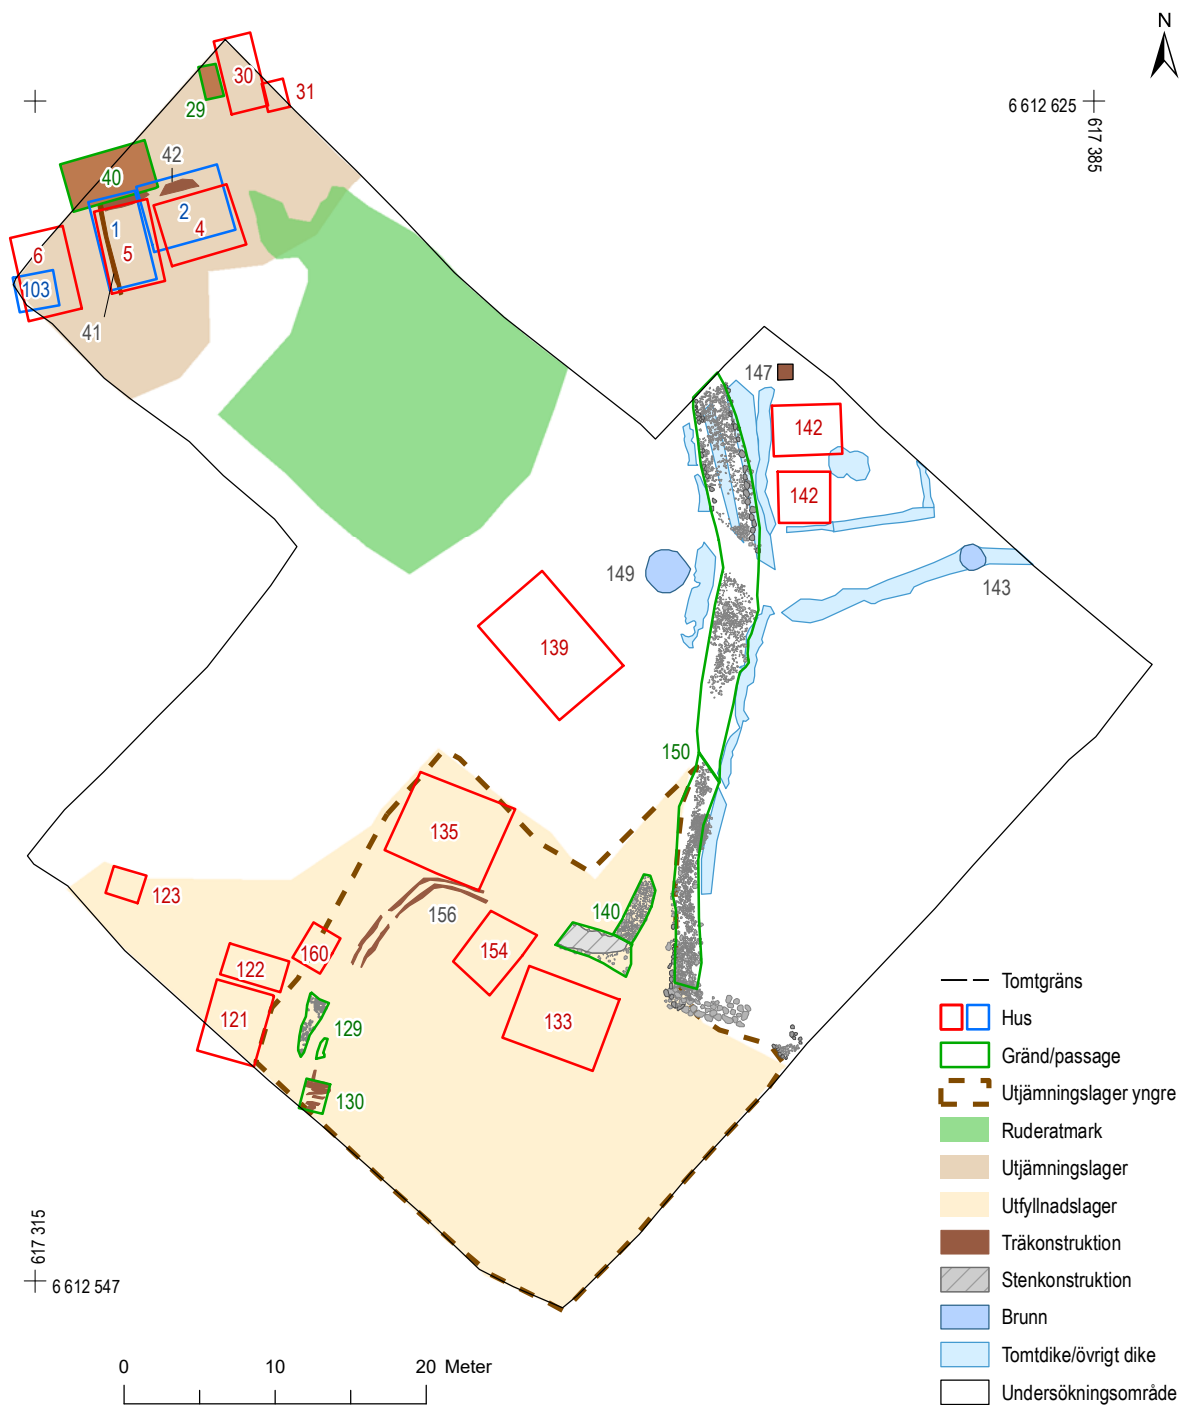 N
30
31
29
6 612 625
617 385
42
40
2
1
4
5
6
103
41
147
142
142
149
143
139
150
135
123
140
156
160
154
122
121
133
129
130
Tomtgräns
Hus
Gränd/passage
Utjämningslager yngre
Ruderatmark
Utjämningslager
Utfyllnadslager
Träkonstruktion
Stenkonstruktion
Brunn
Tomtdike/övrigt dike
Undersökningsområde
617 315
6 612 547
0 10 20 Meter